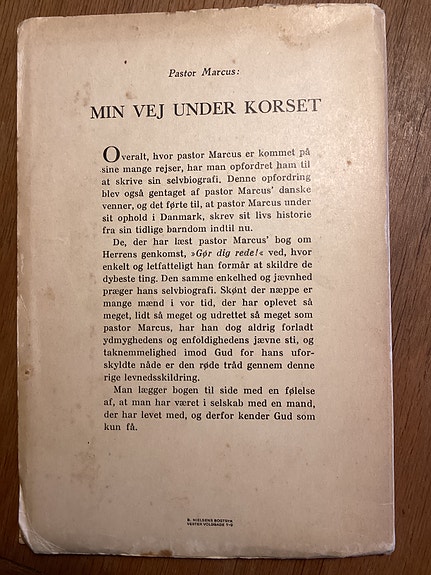 Pastor Marcus:
MIN VEJ UNDER KORSET
Overalt, hvor pastor Marcus er kommet på
sine mange rejser, har man opfordret ham til
at skrive sin selvbiografi. Denne opfordring
blev også gentaget af pastor Marcus' danske
venner, og det førte til, at pastor Marcus under
sit ophold i Danmark, skrev sit livs historie
fra sin tidlige barndom indtil nu.
De, der har læst pastor Marcus' bog om
Herrens genkomst, »Gør dig rede!« ved, hvor
enkelt og letfatteligt han formår at skildre de
dybeste ting. Den samme enkelhed og jævnhed
præger hans selvbiografi. Skønt der næppe er
mange mænd i vor tid, der har oplevet så
meget, lidt så meget og udrettet så meget som
pastor Marcus, har han dog aldrig forladt
ydmyghedens og enfoldighedens jævne sti, og
taknemmelighed imod Gud for hans ufor-
skyldte nåde er den røde tråd gennem denne
rige levnedsskildring.
Man lægger bogen til side med en følelse
af, at man har været i selskab med en mand,
der har levet med, og derfor kender Gud som
kun få.
B. NIELSENS BOGTRYK
VESTER VOLDGADE